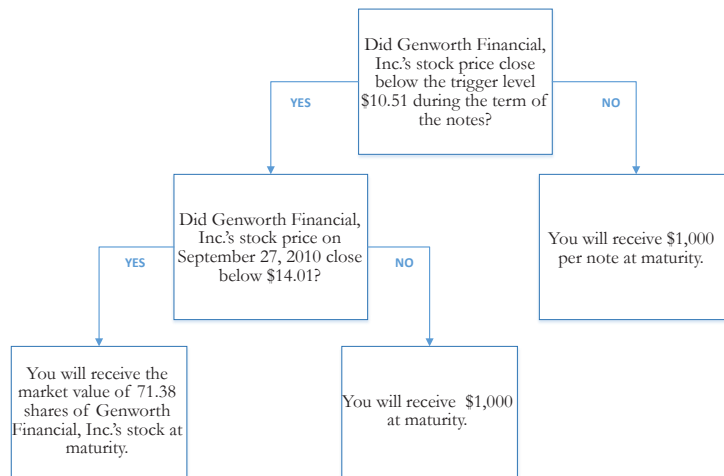 Did Genworth Financial,
Inc.'s stock price close
below the trigger level
$10.51 during the term of
the notes?
YES
NO
Did Genworth Financial,
Inc.'s stock price on
September 27, 2010 close
below $14.01?
You will receive $1,000
per note at maturity.
YES
NO
You will receive the
market value of 71.38
shares of Genworth
Financial, Inc.'s stock at
maturity.
You will receive $1,000
at maturity.